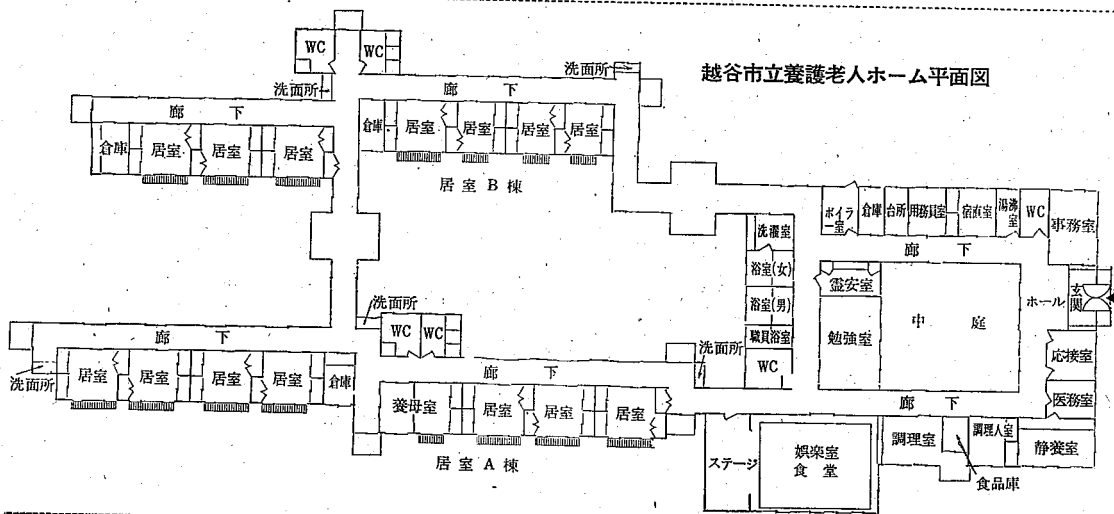 越谷市立養護老人ホーム平面図
WC
WC
洗面所
洗面所
廊下
廊下
倉庫
居室
居室
居室
倉庫
居室
居室
居室
居室
居室B棟
ボイラー室
倉庫
台所
用務員室
宿直室
湯沸室
WC
事務室
洗濯室
廊下
浴室(女)
霊安室
浴室(男)
勉強室
中庭
ホール
玄関
職員浴室
WC
応接室
医務室
洗面所
WC
WC
廊下
洗面所
洗面所
居室
居室
居室
居室
倉庫
廊下
養母室
居室
居室
居室
居室A棟
廊下
ステージ
娯楽室
食堂
調理室
調理人室
静養室
食品庫